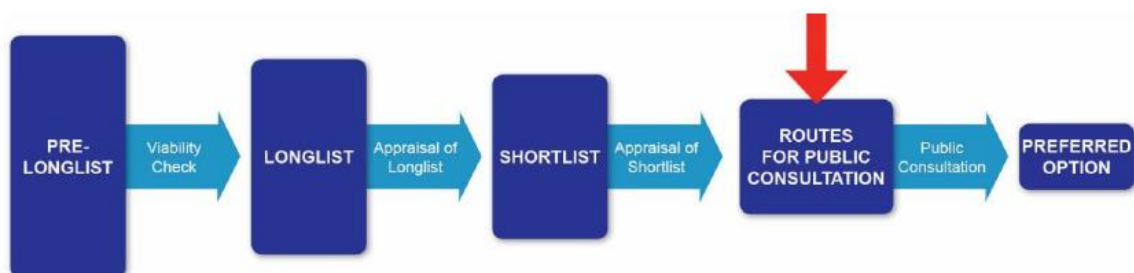 PRE-
LONGLIST
Viability
Check
LONGLIST
Appraisal of
Longlist
SHORTLIST
Appraisal of
Shortlist
ROUTES
FOR PUBLIC
CONSULTATION
Public
Consultation
PREFERRED
OPTION